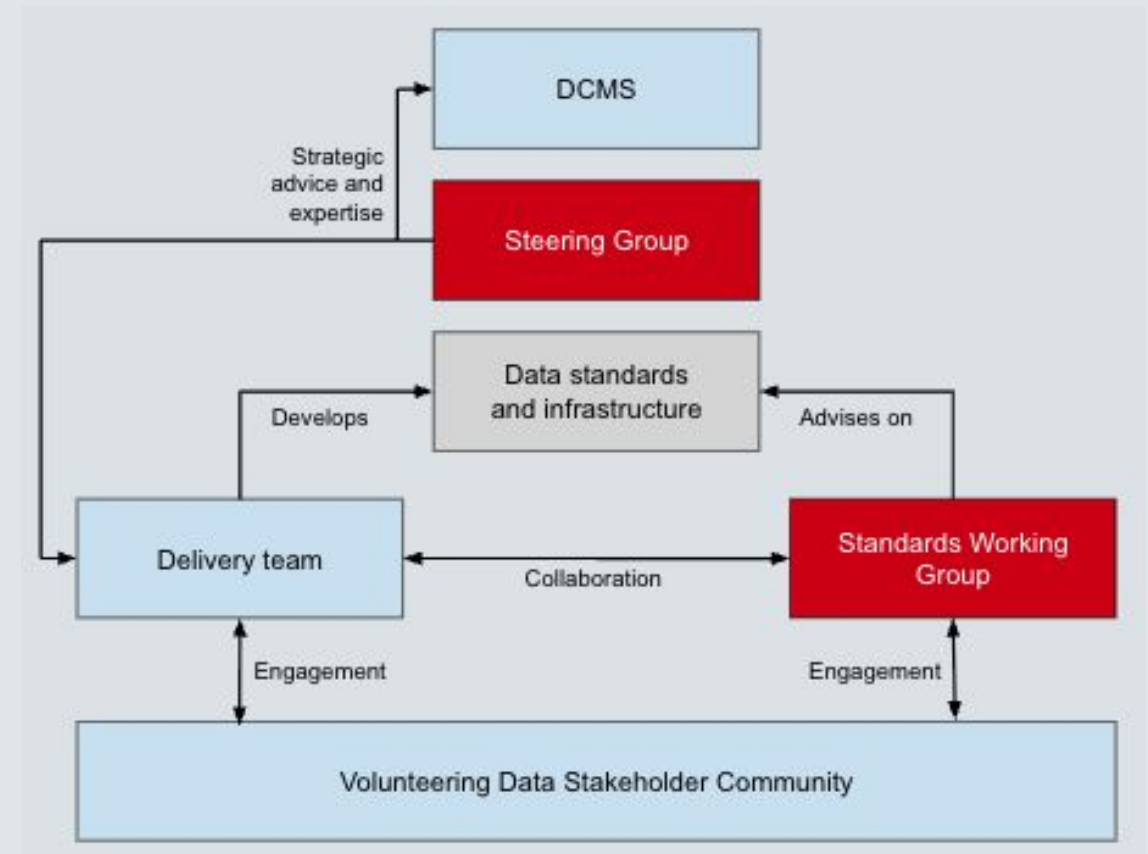 DCMS
Strategic
advice and
expertise
Steering Group
Data standards
and infrastructure
Develops
Advises on
Delivery team
Standards Working
Group
Collaboration
Engagement
Engagement
Volunteering Data Stakeholder Community